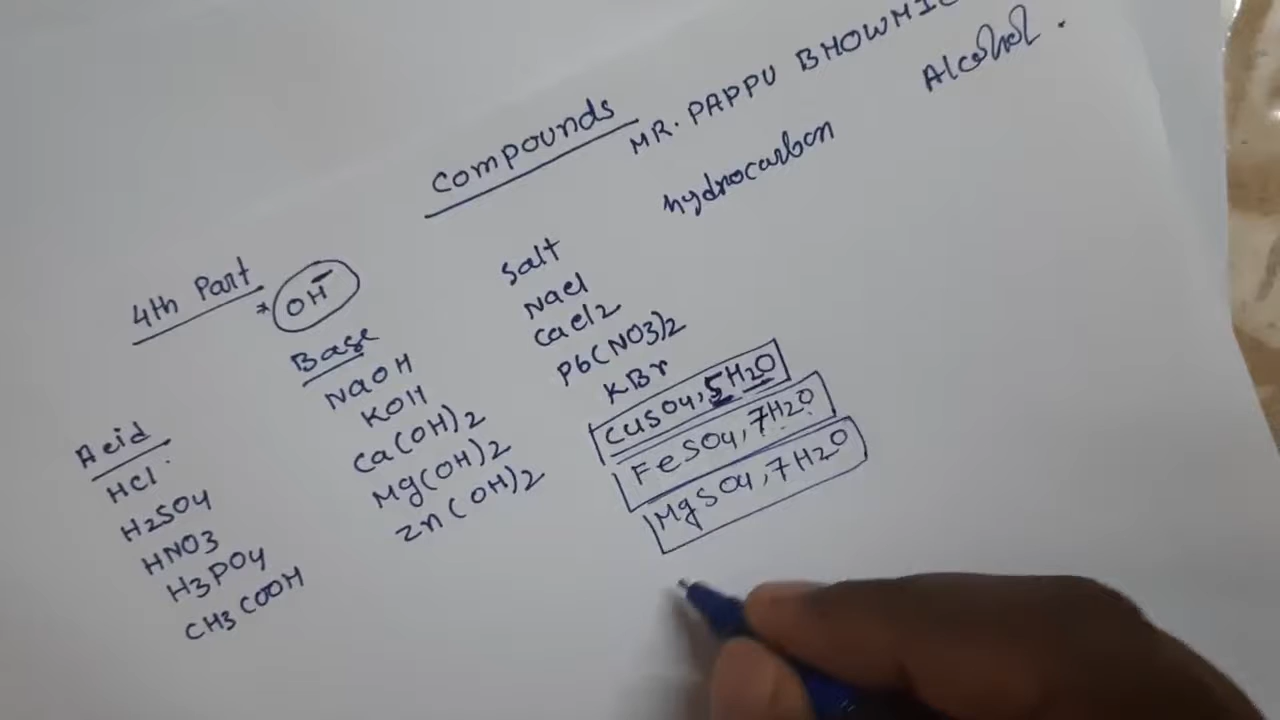 Compounds
MR. PAPPU
Alcohol.
hydrocarbon
4th Part
* OH⁻
Acid
HCl
H2SO4
HNO3
H3PO4
CH3COOH
Base
NaOH
KOH
Ca(OH)2
Mg(OH)2
Zn(OH)2
Salt
NaCl
CaCl2
Pb(NO3)2
KBr
CuSO4, 5H2O
FeSO4, 7H2O
MgSO4, 7H2O